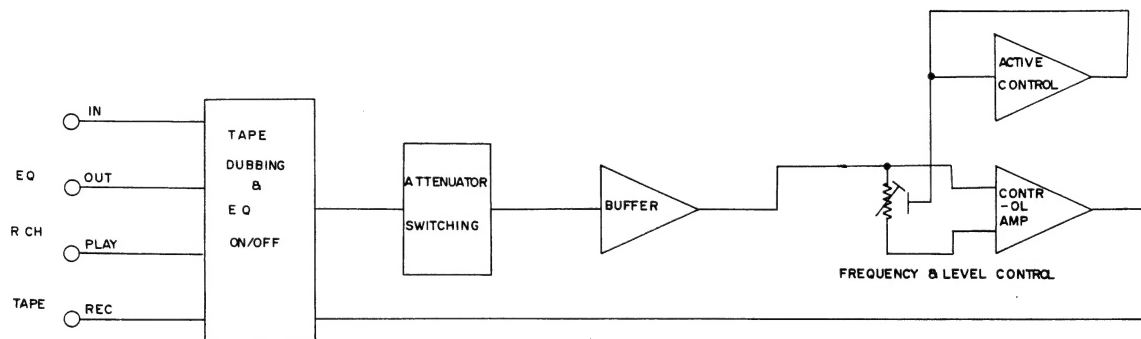 IN
EQ
OUT
R CH
PLAY
TAPE
REC
TAPE
DUBBING
&
EQ
ON/OFF
ATTENUATOR
SWITCHING
BUFFER
ACTIVE
CONTROL
CONTR
-OL
AMP
FREQUENCY & LEVEL CONTROL